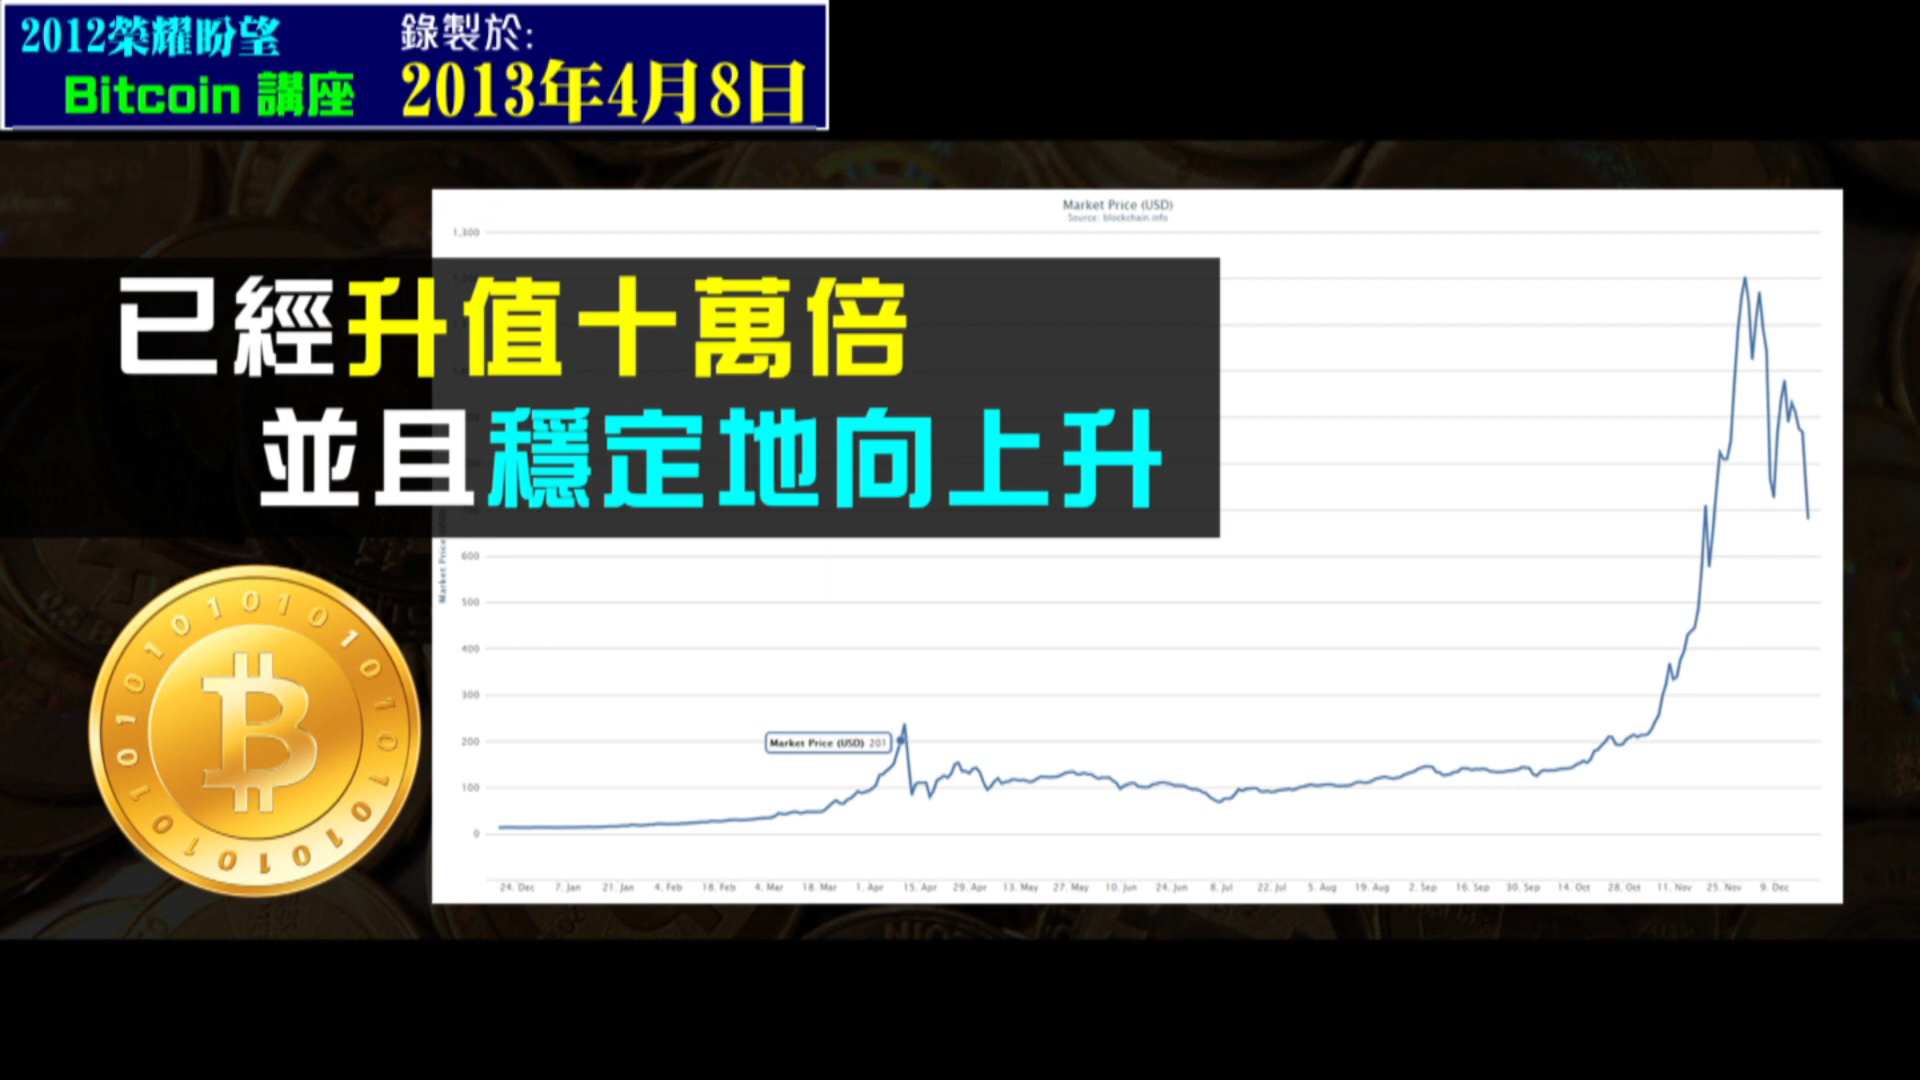 2012榮耀盼望
Bitcoin 講座
錄製於:
2013年4月8日
Market Price (USD)
Source: blockchain.info
1,300
已經升值十萬倍
並且穩定地向上升
600
500
400
300
200
100
0
Market Price (USD) 201
24. Dec 7. Jan 21. Jan 4. Feb 18. Feb 4. Mar 18. Mar 1. Apr 15. Apr 29. Apr 13. May 27. May 10. Jun 24. Jun 8. Jul 22. Jul 5. Aug 19. Aug 2. Sep 16. Sep 30. Sep 14. Oct 28. Oct 11. Nov 25. Nov 9. Dec